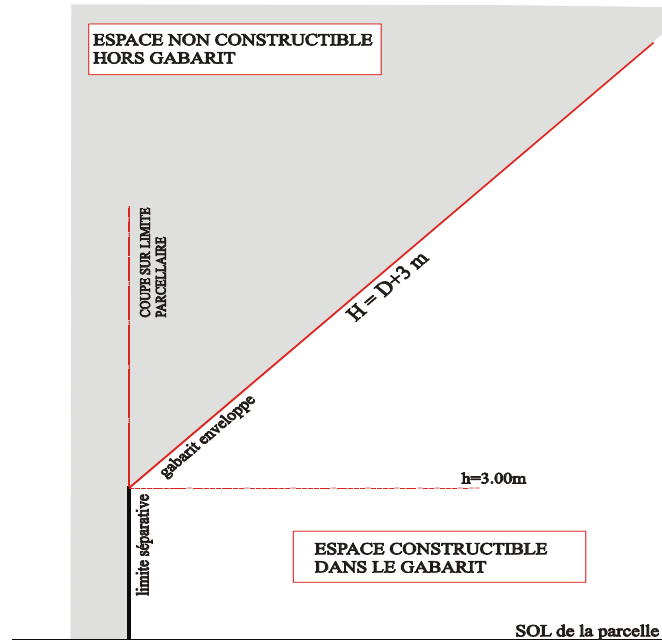 ESPACE NON CONSTRUCTIBLE
HORS GABARIT
COUPE SUR LIMITE
PARCELLAIRE
H = D+3 m
gabarit enveloppe
h=3.00m
limite séparative
ESPACE CONSTRUCTIBLE
DANS LE GABARIT
SOL de la parcelle